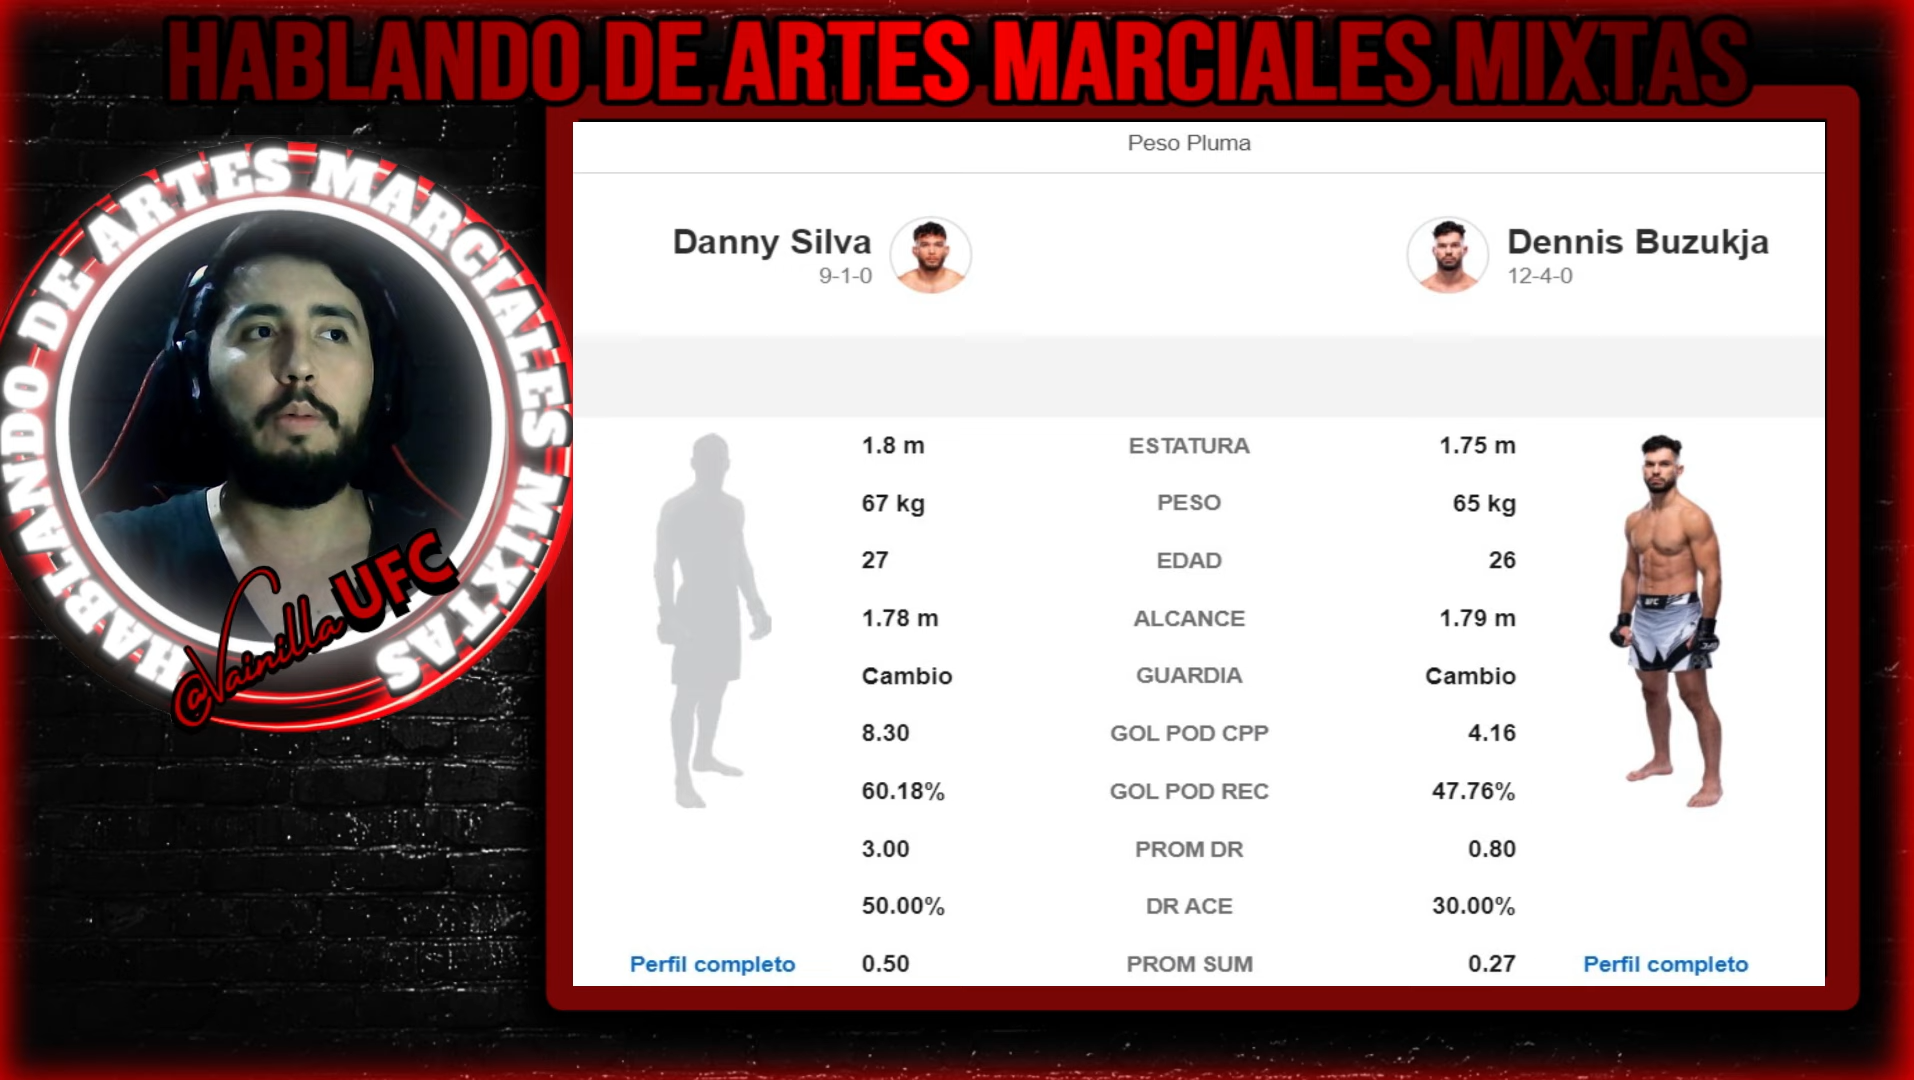 HABLANDO DE ARTES MARCIALES MIXTAS
HABLANDO DE ARTES MARCIALES MIXTAS
@Vainilla UFC
Peso Pluma
Danny Silva
9-1-0
Dennis Buzukja
12-4-0
1.8 m ESTATURA 1.75 m
67 kg PESO 65 kg
27 EDAD 26
1.78 m ALCANCE 1.79 m
Cambio GUARDIA Cambio
8.30 GOL POD CPP 4.16
60.18% GOL POD REC 47.76%
3.00 PROM DR 0.80
50.00% DR ACE 30.00%
Perfil completo 0.50 PROM SUM 0.27 Perfil completo